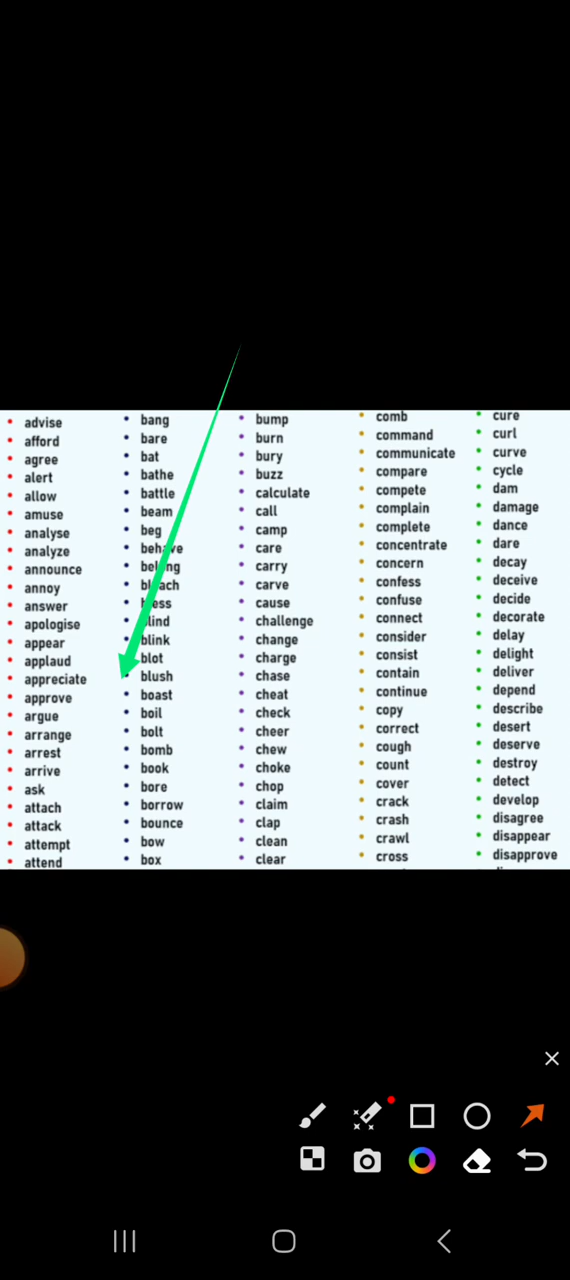 advise
afford
agree
alert
allow
amuse
analyse
analyze
announce
annoy
answer
apologise
appear
applaud
appreciate
approve
argue
arrange
arrest
arrive
ask
attach
attack
attempt
attend
bang
bare
bat
bathe
battle
beam
beg
behave
belong
bleach
bless
blind
blink
blot
blush
boast
boil
bolt
bomb
book
bore
borrow
bounce
bow
box
bump
burn
bury
buzz
calculate
call
camp
care
carry
carve
cause
challenge
change
charge
chase
cheat
check
cheer
chew
choke
chop
claim
clap
clean
clear
comb
command
communicate
compare
compete
complain
complete
concentrate
concern
confess
confuse
connect
consider
consist
contain
continue
copy
correct
cough
count
cover
crack
crash
crawl
cross
cure
curl
curve
cycle
dam
damage
dance
dare
decay
deceive
decide
decorate
delay
delight
deliver
depend
describe
desert
deserve
destroy
detect
develop
disagree
disappear
disapprove